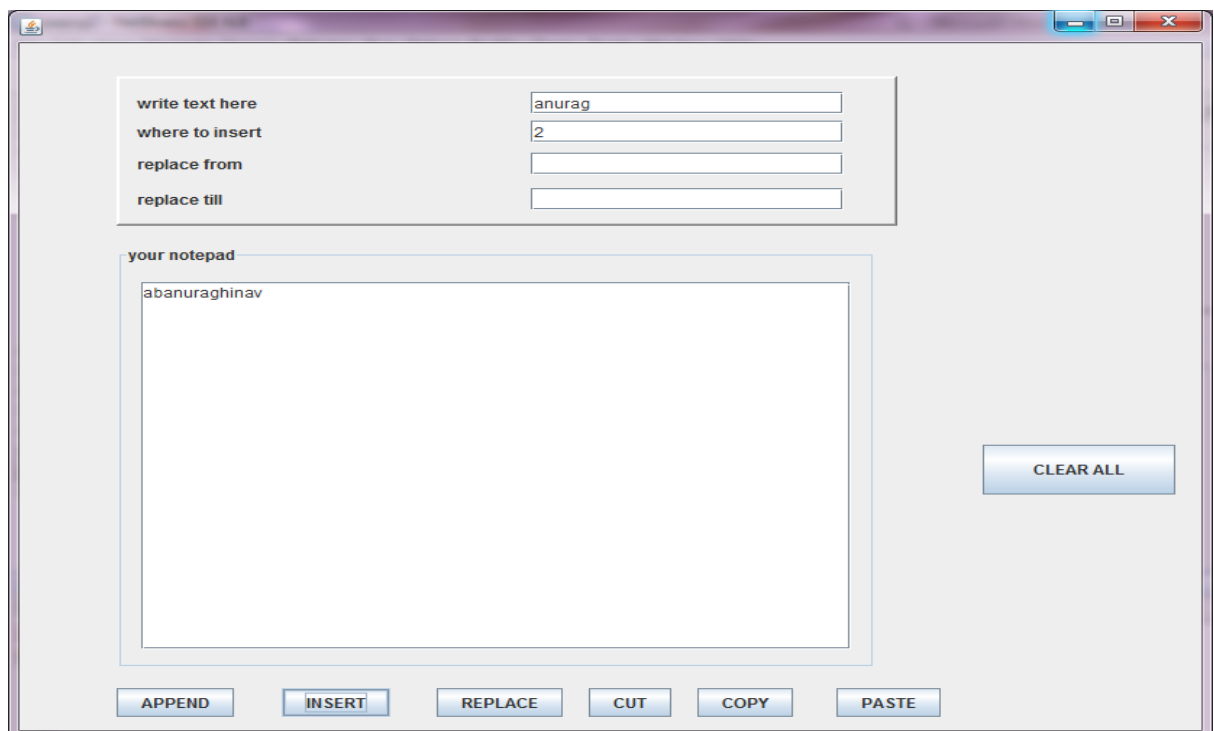 write text here anurag
where to insert 2
replace from
replace till
your notepad
abanuraghinav
CLEAR ALL
APPEND INSERT REPLACE CUT COPY PASTE